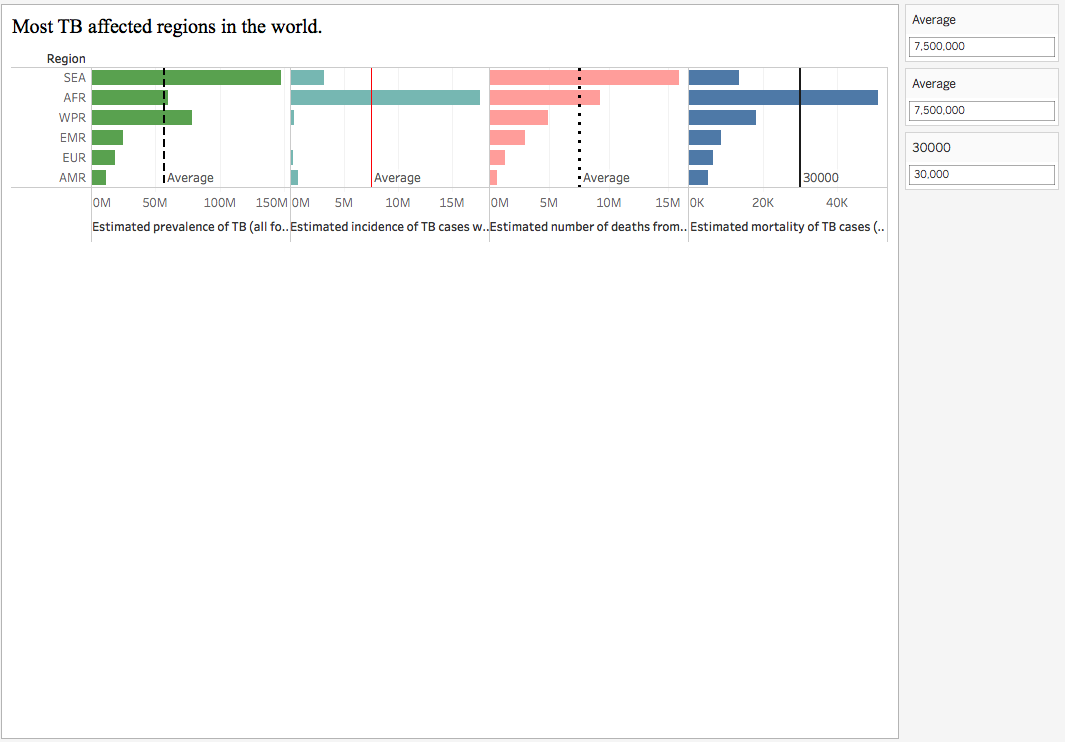 Most TB affected regions in the world.
Region
SEA
AFR
WPR
EMR
EUR
AMR
Average
Average
Average
30000
0M 50M 100M 150M 0M 5M 10M 15M 0M 5M 10M 15M 0K 20K 40K
Estimated prevalence of TB (all fo.. Estimated incidence of TB cases w.. Estimated number of deaths from.. Estimated mortality of TB cases (..
Average
7,500,000
Average
7,500,000
30000
30,000